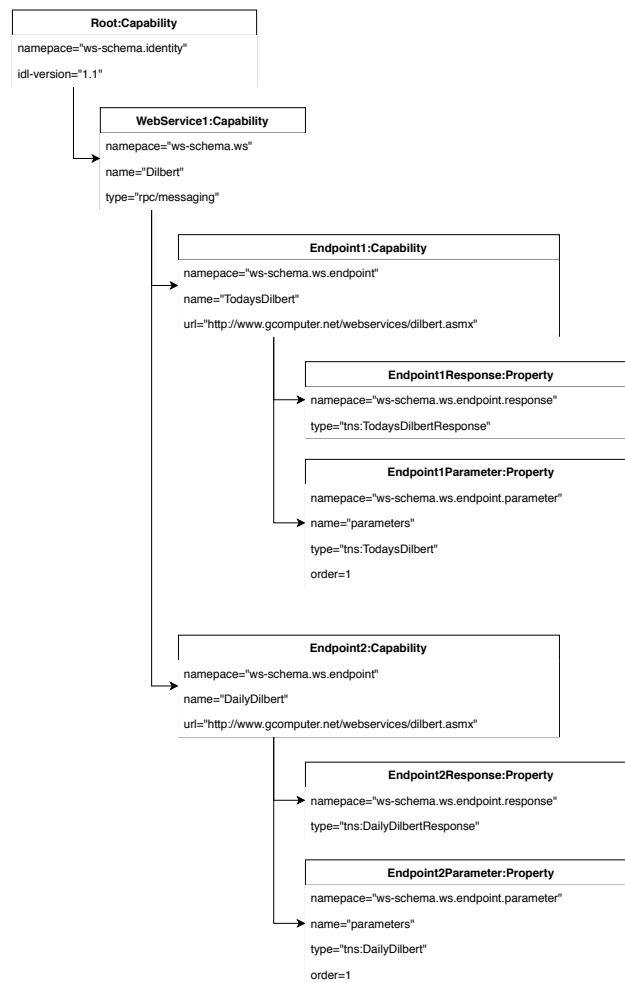 Root:Capability
namepace="ws-schema.identity"
idl-version="1.1"
WebService1:Capability
namepace="ws-schema.ws"
name="Dilbert"
type="rpc/messaging"
Endpoint1:Capability
namepace="ws-schema.ws.endpoint"
name="TodaysDilbert"
url="http://www.gcomputer.net/webservices/dilbert.asmx"
Endpoint1Response:Property
namepace="ws-schema.ws.endpoint.response"
type="tns:TodaysDilbertResponse"
Endpoint1Parameter:Property
namepace="ws-schema.ws.endpoint.parameter"
name="parameters"
type="tns:TodaysDilbert"
order=1
Endpoint2:Capability
namepace="ws-schema.ws.endpoint"
name="DailyDilbert"
url="http://www.gcomputer.net/webservices/dilbert.asmx"
Endpoint2Response:Property
namepace="ws-schema.ws.endpoint.response"
type="tns:DailyDilbertResponse"
Endpoint2Parameter:Property
namepace="ws-schema.ws.endpoint.parameter"
name="parameters"
type="tns:DailyDilbert"
order=1